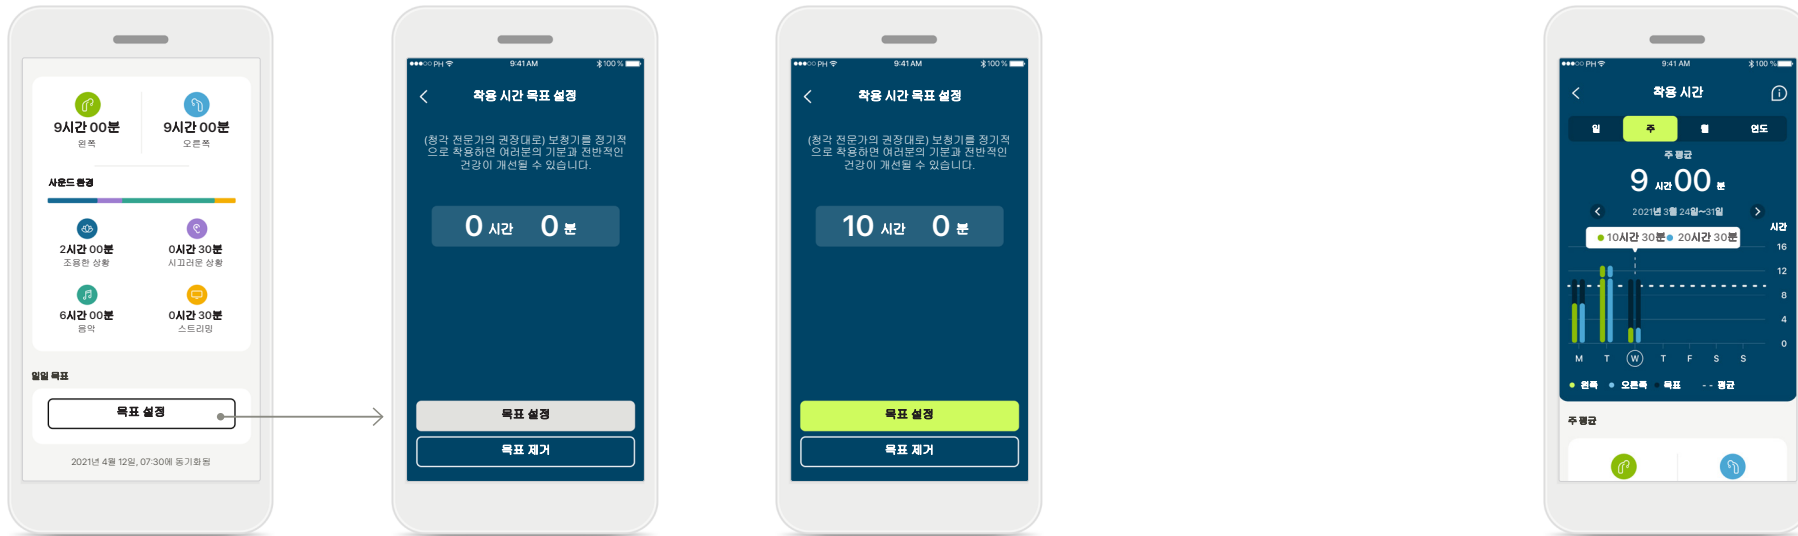 9시간 00분
9시간 00분
왼쪽
오른쪽
사운드 환경
2시간 00분
0시간 30분
조용한 상황
시끄러운 상황
6시간 00분
0시간 30분
음악
스트리밍
일일 목표
목표 설정
2021년 4월 12일, 07:30에 동기화됨
PH
9:41 AM
100 %
착용 시간 목표 설정
(청각 전문가의 권장대로) 보청기를 정기적
으로 착용하면 여러분의 기분과 전반적인
건강이 개선될 수 있습니다.
0 시간 0 분
목표 설정
목표 제거
PH
9:41 AM
100 %
착용 시간 목표 설정
(청각 전문가의 권장대로) 보청기를 정기적
으로 착용하면 여러분의 기분과 전반적인
건강이 개선될 수 있습니다.
10 시간 0 분
목표 설정
목표 제거
PH
9:41 AM
100 %
착용 시간
일 주 월 연도
주 평균
9 시간 00 분
2021년 3월 24일~31일
시간
10시간 30분 20시간 30분
16
12
8
4
0
M T W T F S S
왼쪽 오른쪽 목표 -- 평균
주 평균